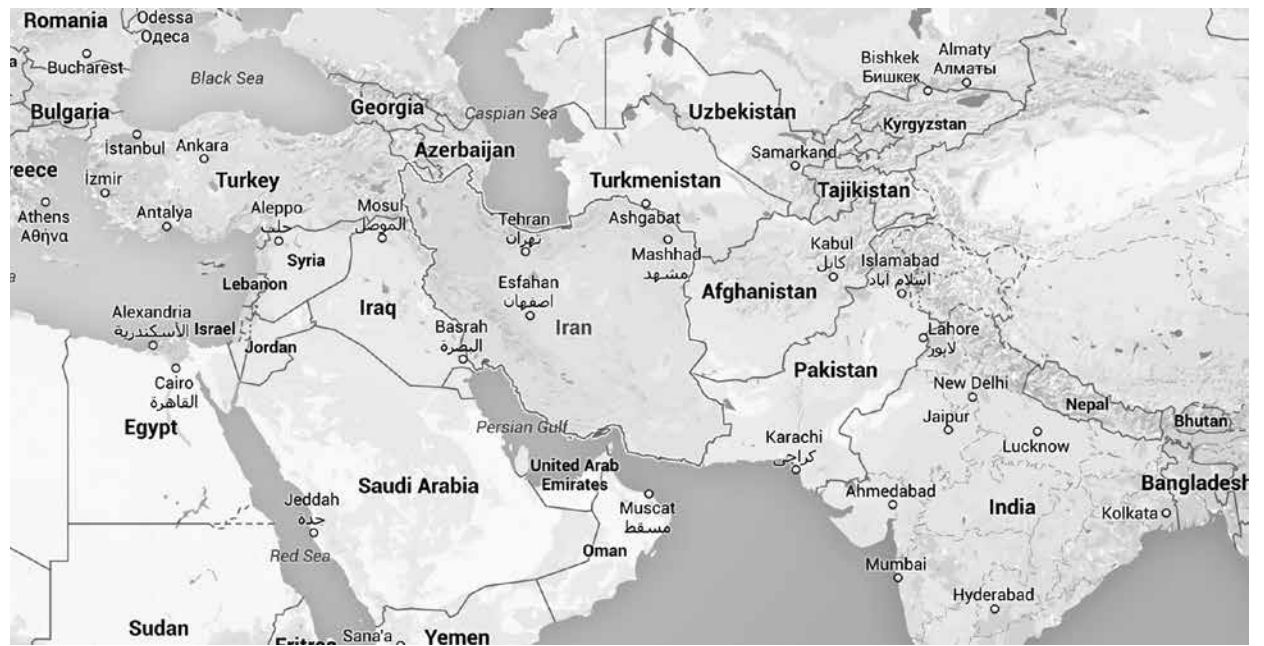 Romania
Odessa
Одеса
Bucharest
Black Sea
Bulgaria
Georgia
Caspian Sea
Azerbaijan
Uzbekistan
Bishkek
Бишкек
Almaty
Алматы
Kyrgyzstan
Samarkand
Tajikistan
Turkmenistan
Ashgabat
İstanbul
Ankara
reece
İzmir
Turkey
Athens
Αθήνα
Antalya
Aleppo
حلب
Mosul
الموصل
Tehran
تهران
Mashhad
مشهد
Kabul
کابل
Islamabad
اسلام آباد
Syria
Lebanon
Esfahan
اصفهان
Afghanistan
Iraq
Iran
Alexandria
الأسكندرية
Israel
Jordan
Basrah
البصرة
Lahore
لاہور
Cairo
القاهرة
Pakistan
New Delhi
Nepal
Bhutan
Egypt
Persian Gulf
Jaipur
Lucknow
Karachi
کراچی
United Arab
Emirates
Saudi Arabia
Ahmedabad
India
Bangladesh
Kolkata
Jeddah
جدة
Muscat
مسقط
Red Sea
Oman
Mumbai
Hyderabad
Sudan
Eritrea
Sana'a
Yemen